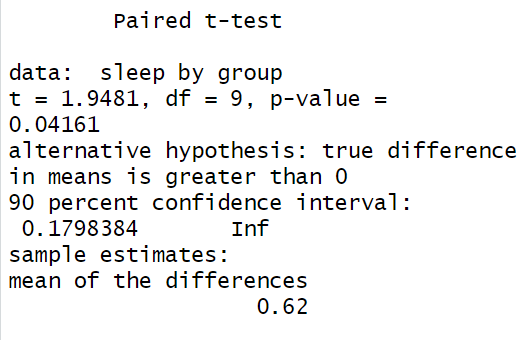 Paired t-test
data:  sleep by group
t = 1.9481, df = 9, p-value =
0.04161
alternative hypothesis: true difference
in means is greater than 0
90 percent confidence interval:
 0.1798384       Inf
sample estimates:
mean of the differences
                   0.62